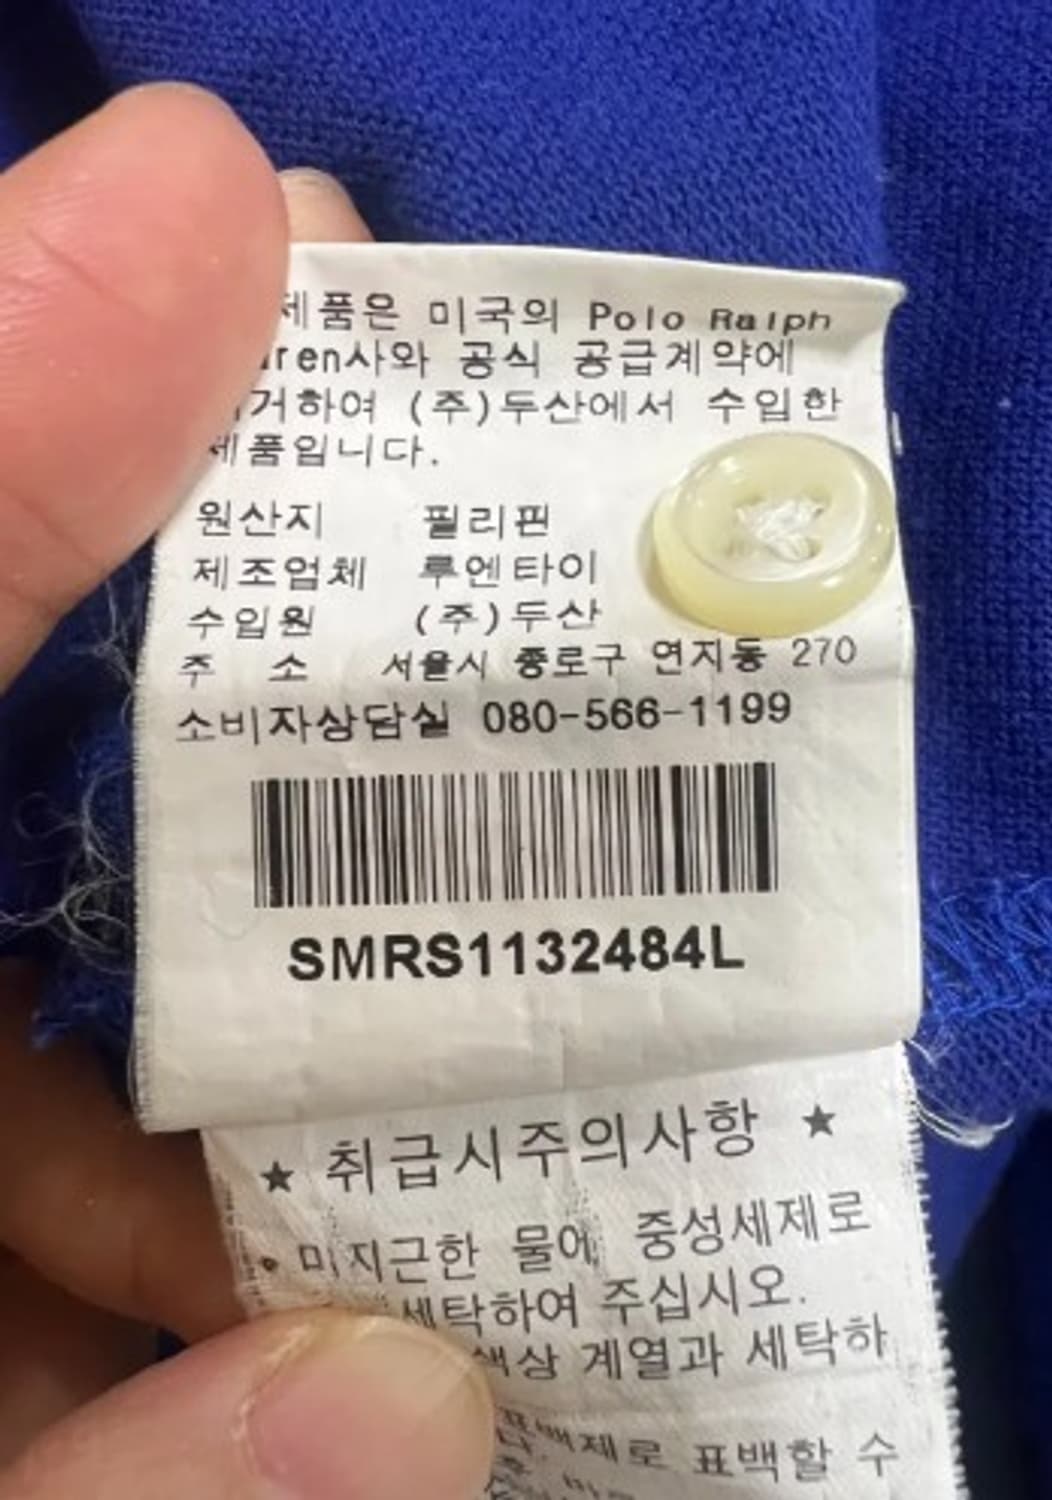 제품은 미국의 Polo Ralph
uren사와 공식 공급계약에
거하여 (주)두산에서 수입한
제품입니다.
원산지 필리핀
제조업체 루엔타이
수입원 (주)두산
주 소 서울시 종로구 연지동 270
소비자상담실 080-566-1199
SMRS1132484L
★ 취급시주의사항 ★
• 미지근한 물에 중성세제로
세탁하여 주십시오.
색상 계열과 세탁하
표백제로 표백할 수